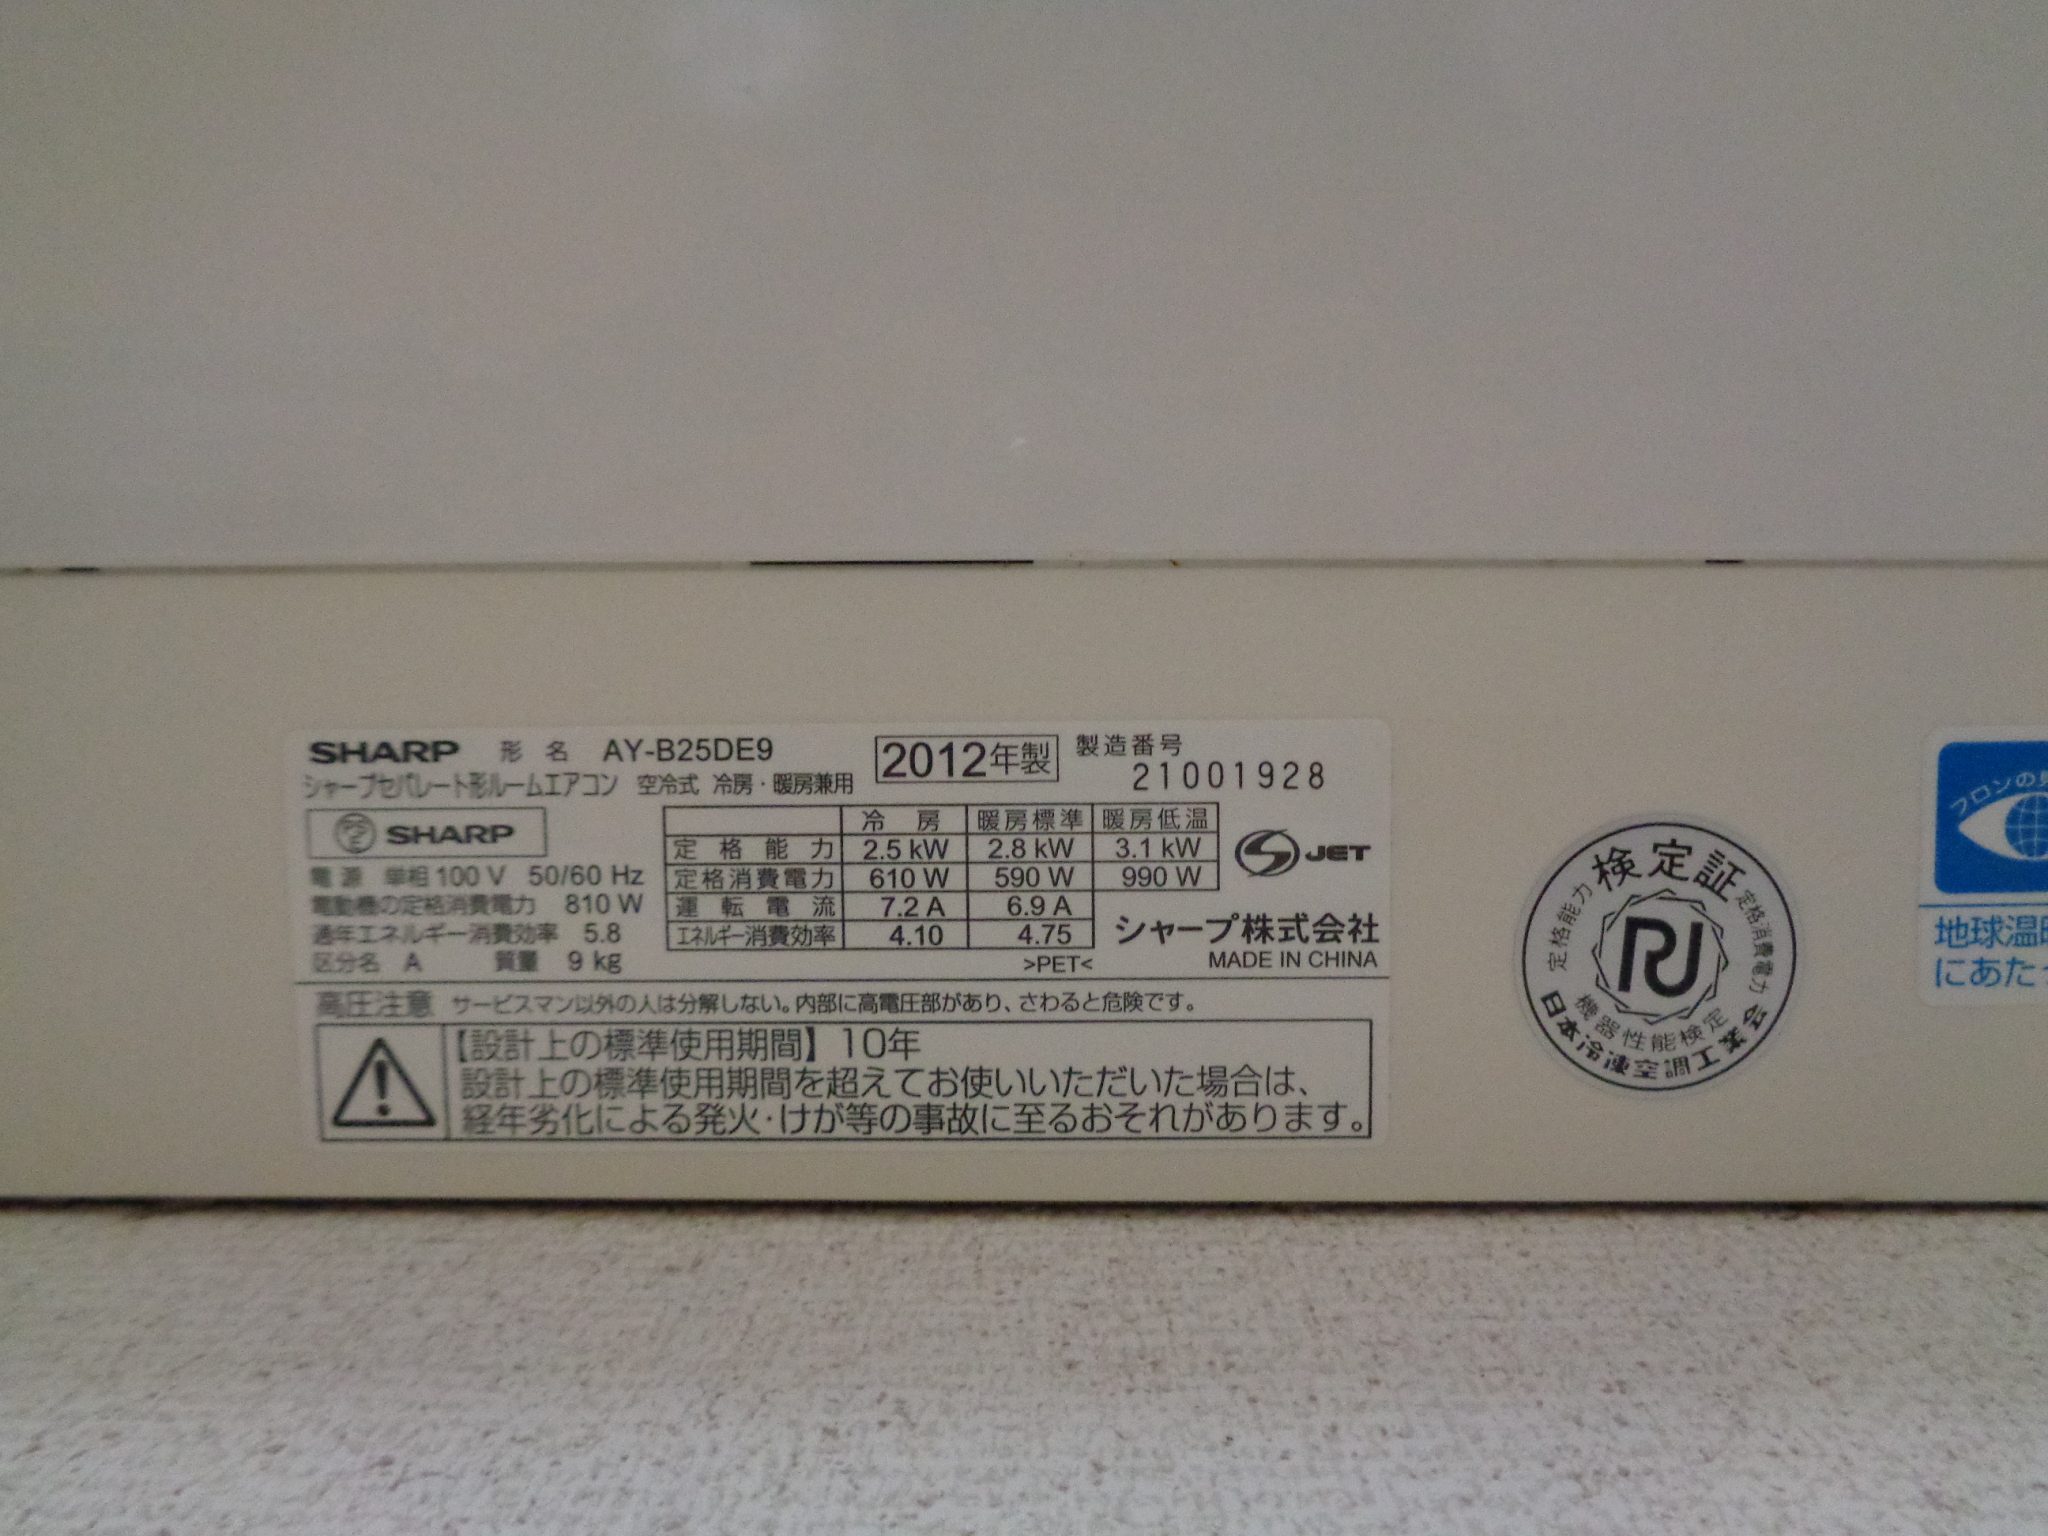 SHARP 形名 AY-B25DE9
2012年製
製造番号
21001928
シャープセパレート形ルームエアコン 空冷式 冷房・暖房兼用
SHARP
電源 単相 100 V 50/60 Hz
電動機の定格消費電力 810 W
通年エネルギー消費効率 5.8
区分名 A 質量 9 kg
冷房 暖房標準 暖房低温
定格能力 2.5 kW 2.8 kW 3.1 kW
定格消費電力 610 W 590 W 990 W
運転電流 7.2 A 6.9 A
エネルギー消費効率 4.10 4.75
>PET<
JET
シャープ株式会社
MADE IN CHINA
高圧注意 サービスマン以外の人は分解しない。内部に高電圧部があり、さわると危険です。
【設計上の標準使用期間】10年
設計上の標準使用期間を超えてお使いいただいた場合は、
経年劣化による発火・けが等の事故に至るおそれがあります。
検定証
定格能力
定格消費電力
機器性能検定
日本冷凍空調工業会
フロンの見
地球温暖
にあたっ